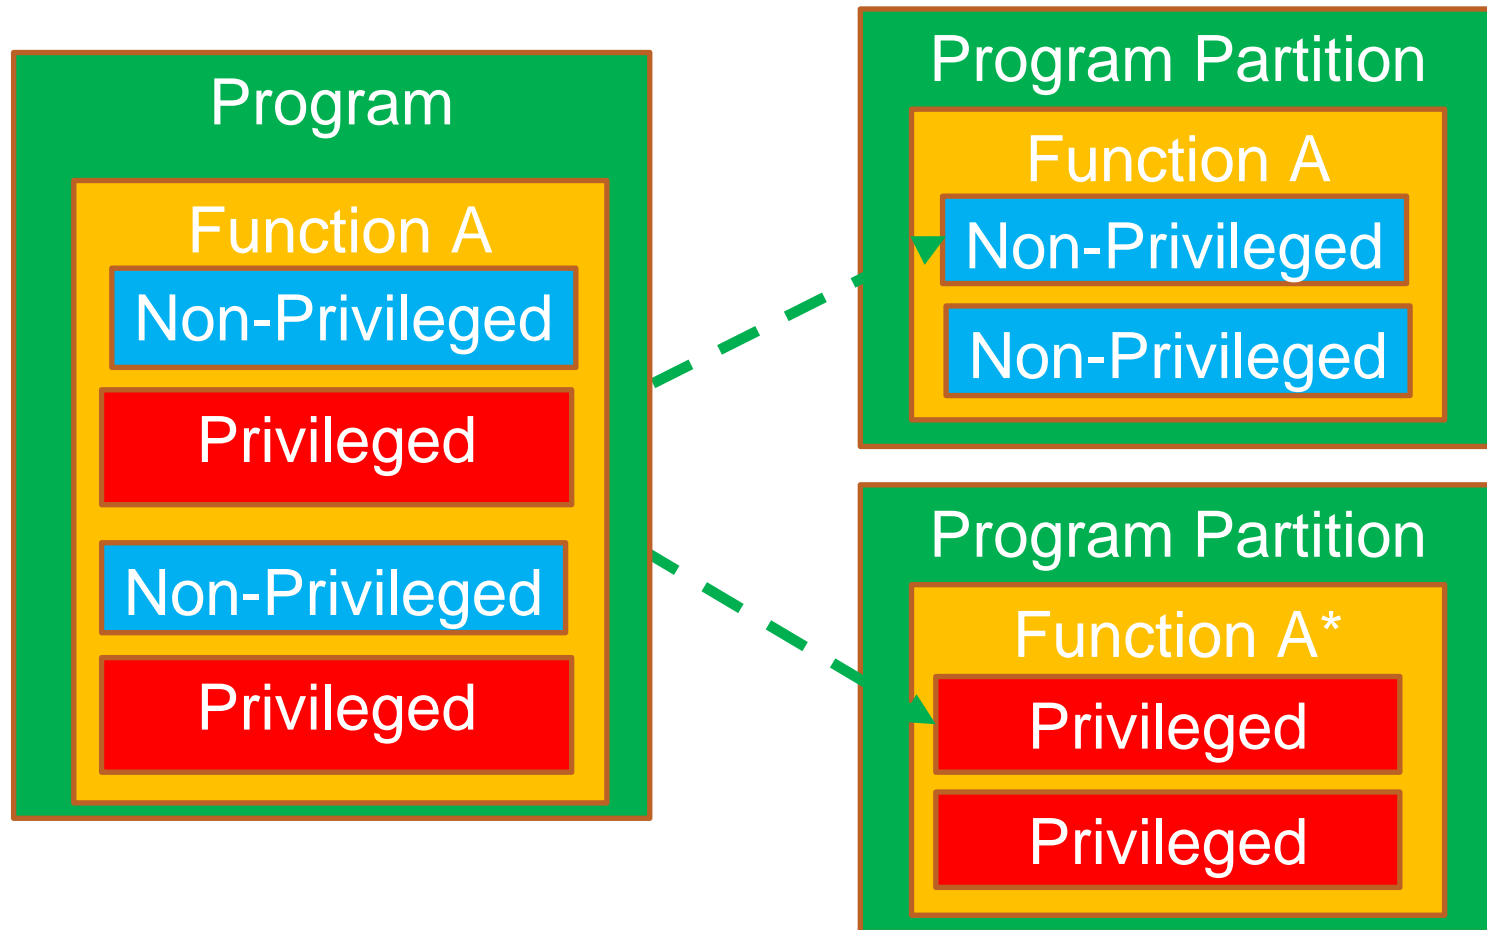 Program
Function A
Non-Privileged
Privileged
Non-Privileged
Privileged
Program Partition
Function A
Non-Privileged
Non-Privileged
Program Partition
Function A*
Privileged
Privileged